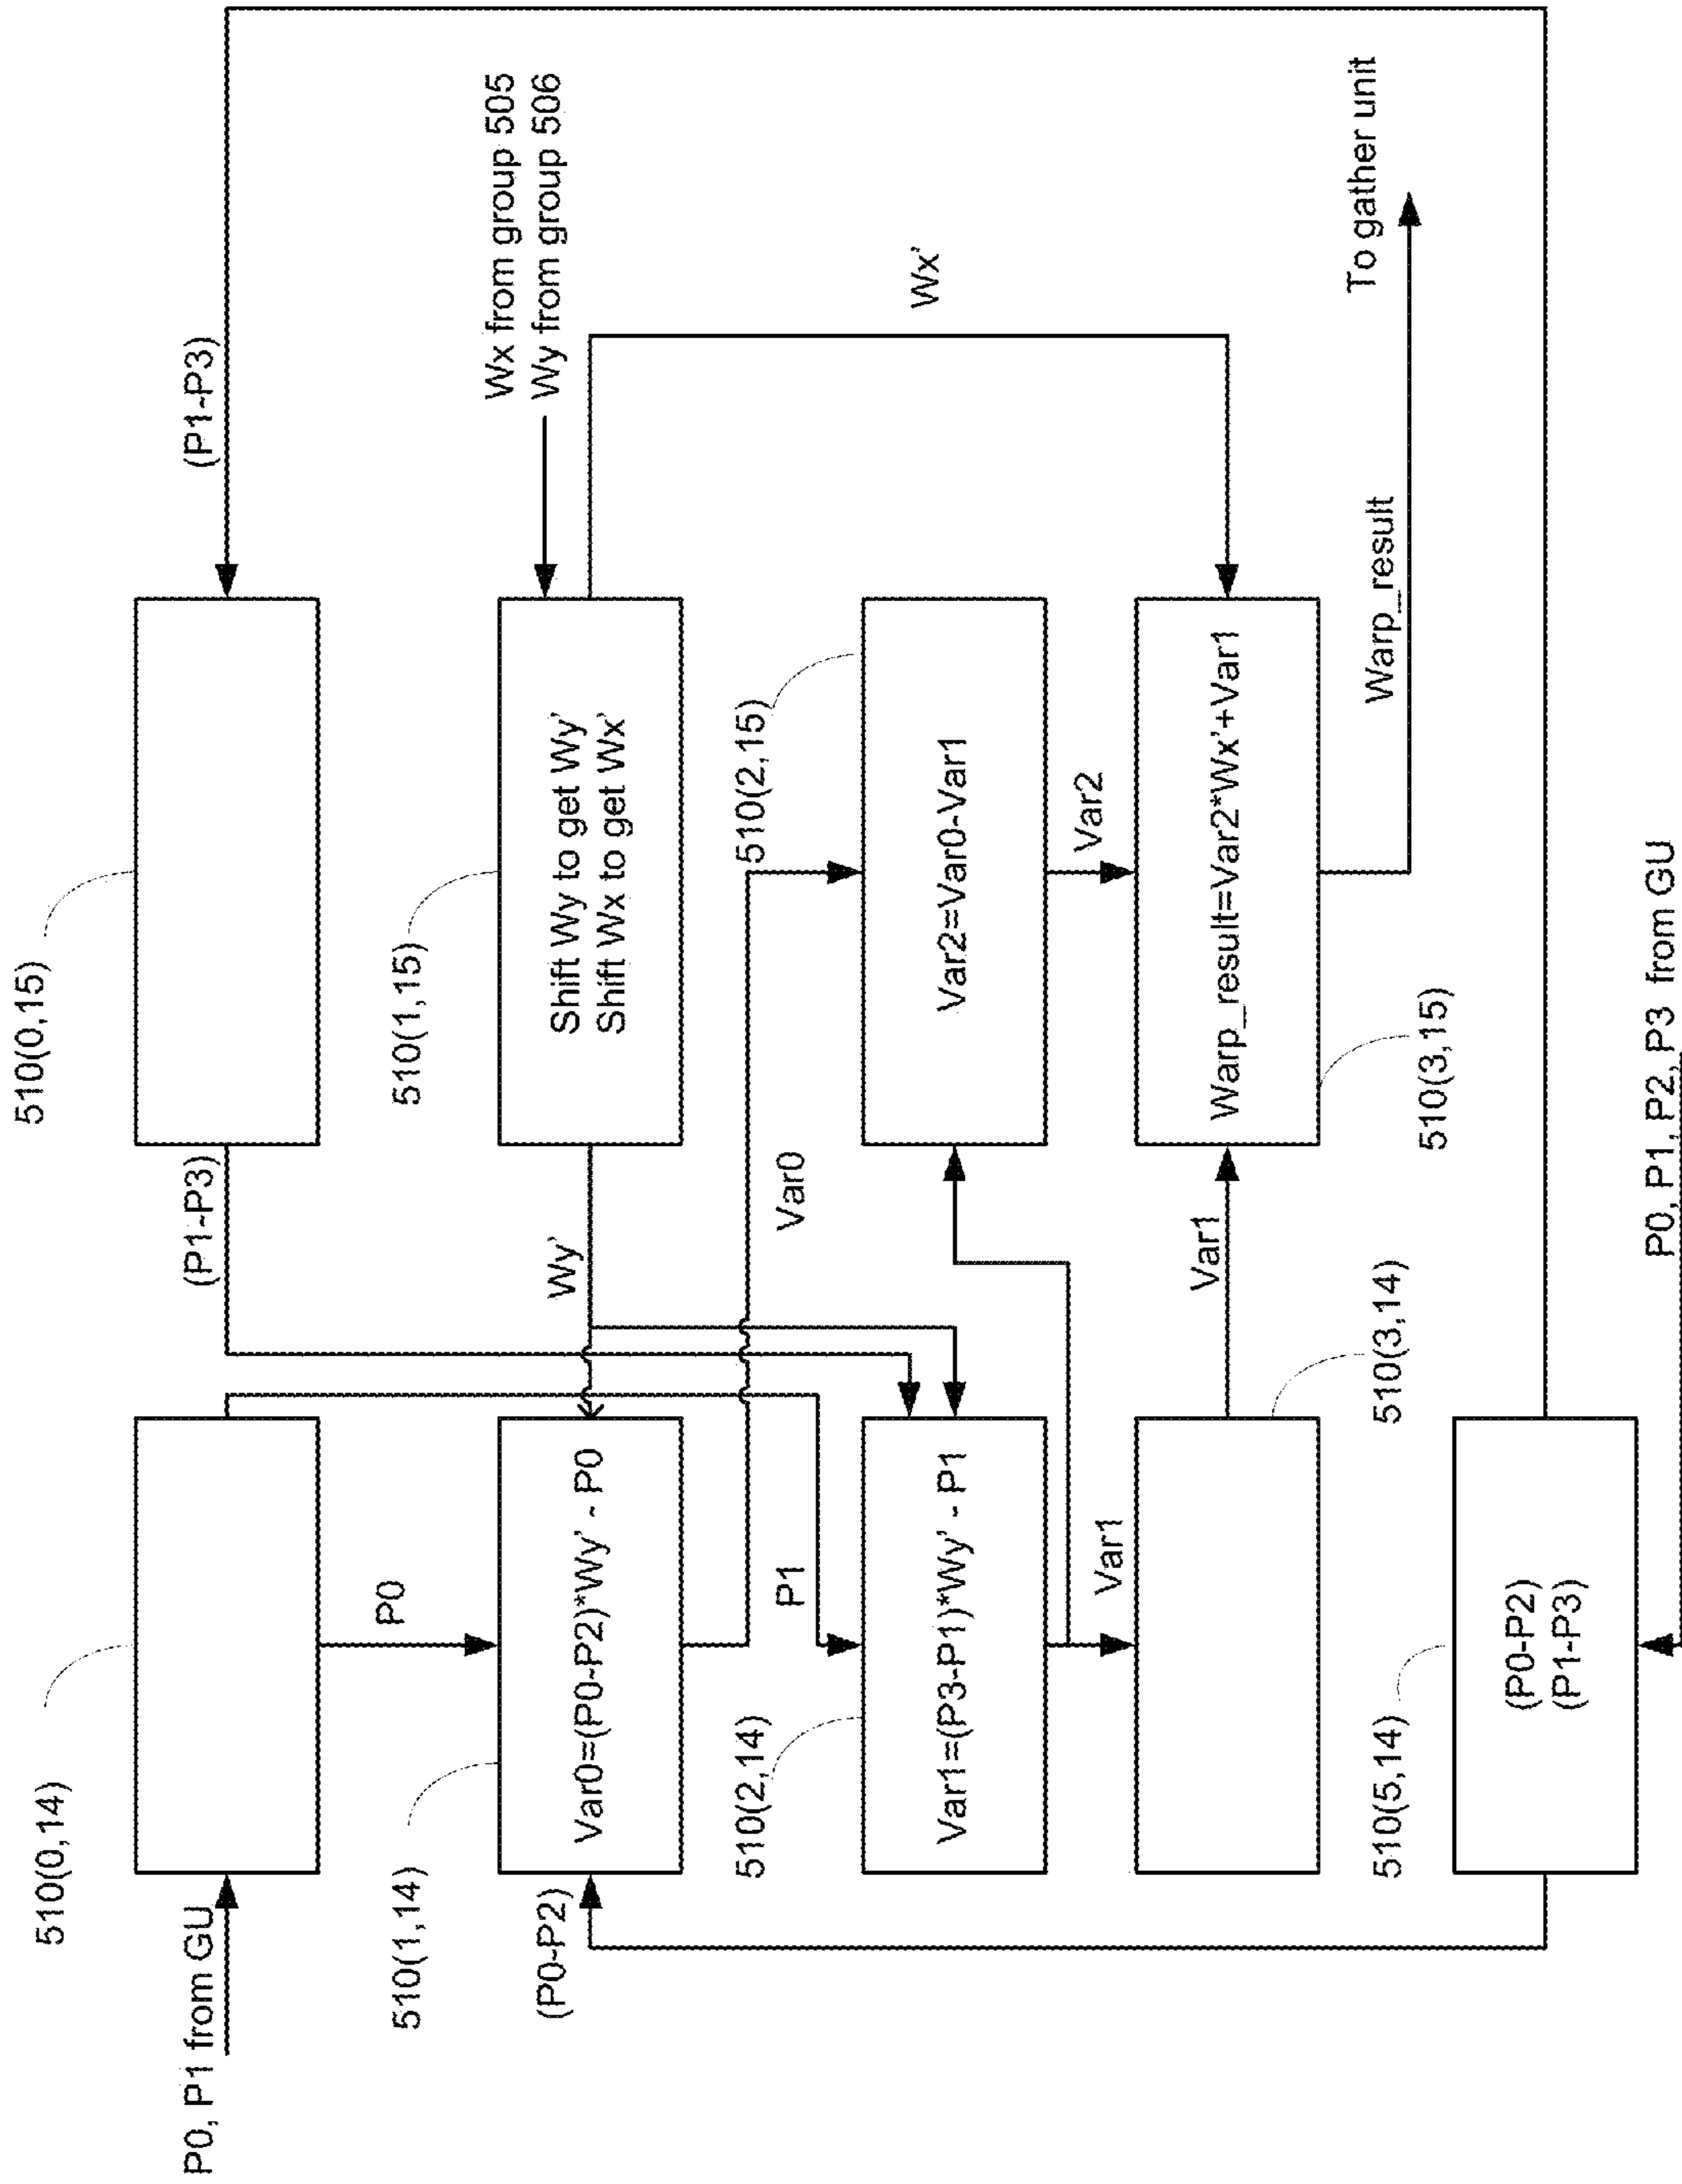 510(0,14)
510(0,15)
P0, P1 from GU
(P1-P3)
(P1-P3)
P0
510(1,14)
510(1,15)
Wx from group 505
Wy from group 506
(P0-P2)
Var0=(P0-P2)*Wy' - P0
Wy'
Shift Wy to get Wy'
Shift Wx to get Wx'
510(2,14)
P1
Var0
510(2,15)
Wx'
Var1=(P3-P1)*Wy' - P1
Var2=Var0-Var1
Var1
Var2
Var1
Warp_result=Var2*Wx'+Var1
510(3,14)
510(3,15)
Warp_result
To gather unit
510(5,14)
(P0-P2)
(P1-P3)
P0, P1, P2, P3 from GU